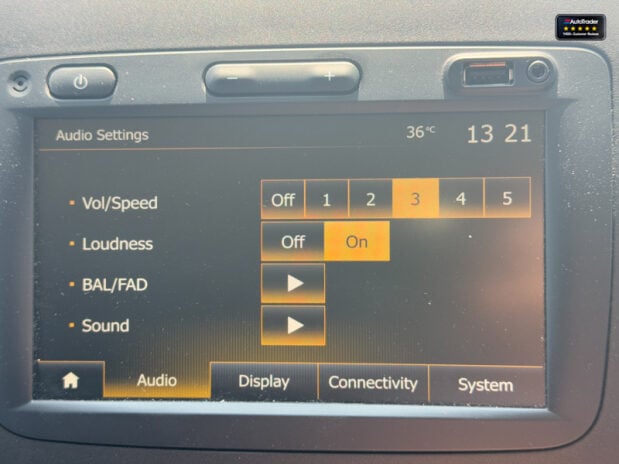 AutoTrader
Audio Settings
36°C
13 21
Vol/Speed
Off 1 2 3 4 5
Loudness
Off On
BAL/FAD
Sound
Audio Display Connectivity System